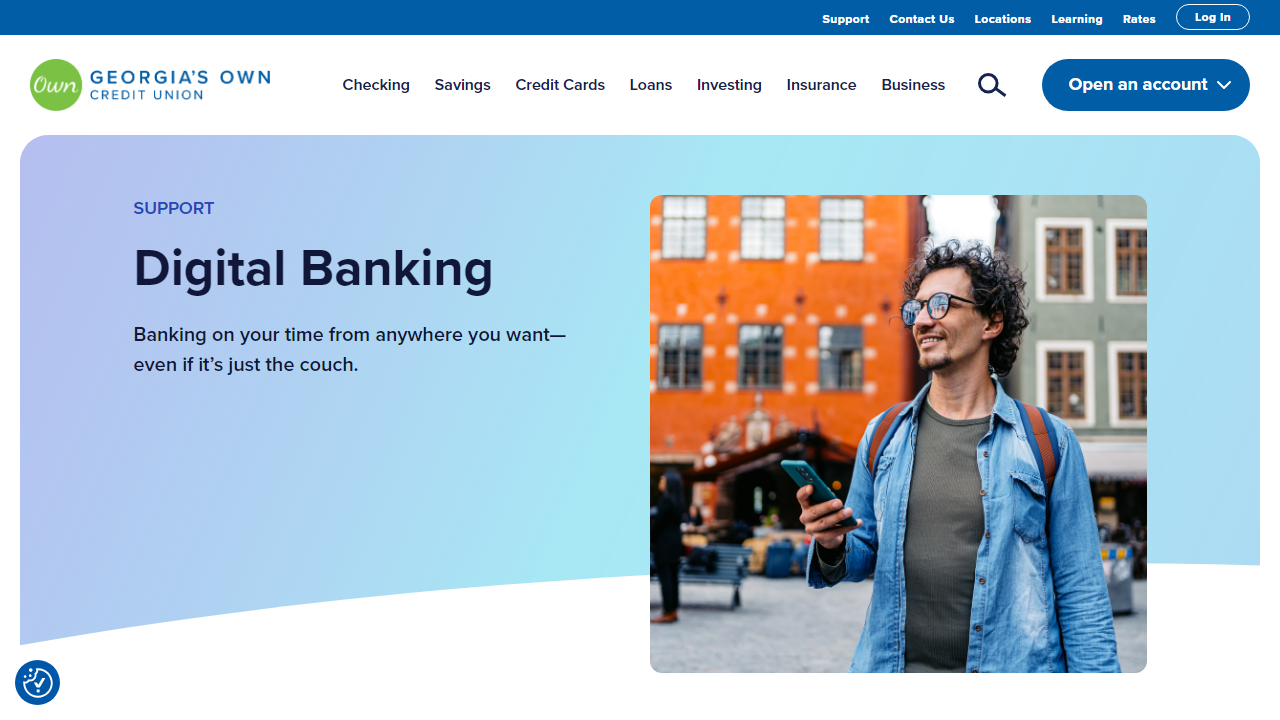 Support Contact Us Locations Learning Rates Log In
Own GEORGIA'S OWN
CREDIT UNION
Checking Savings Credit Cards Loans Investing Insurance Business
Open an account
SUPPORT
Digital Banking
Banking on your time from anywhere you want—
even if it's just the couch.